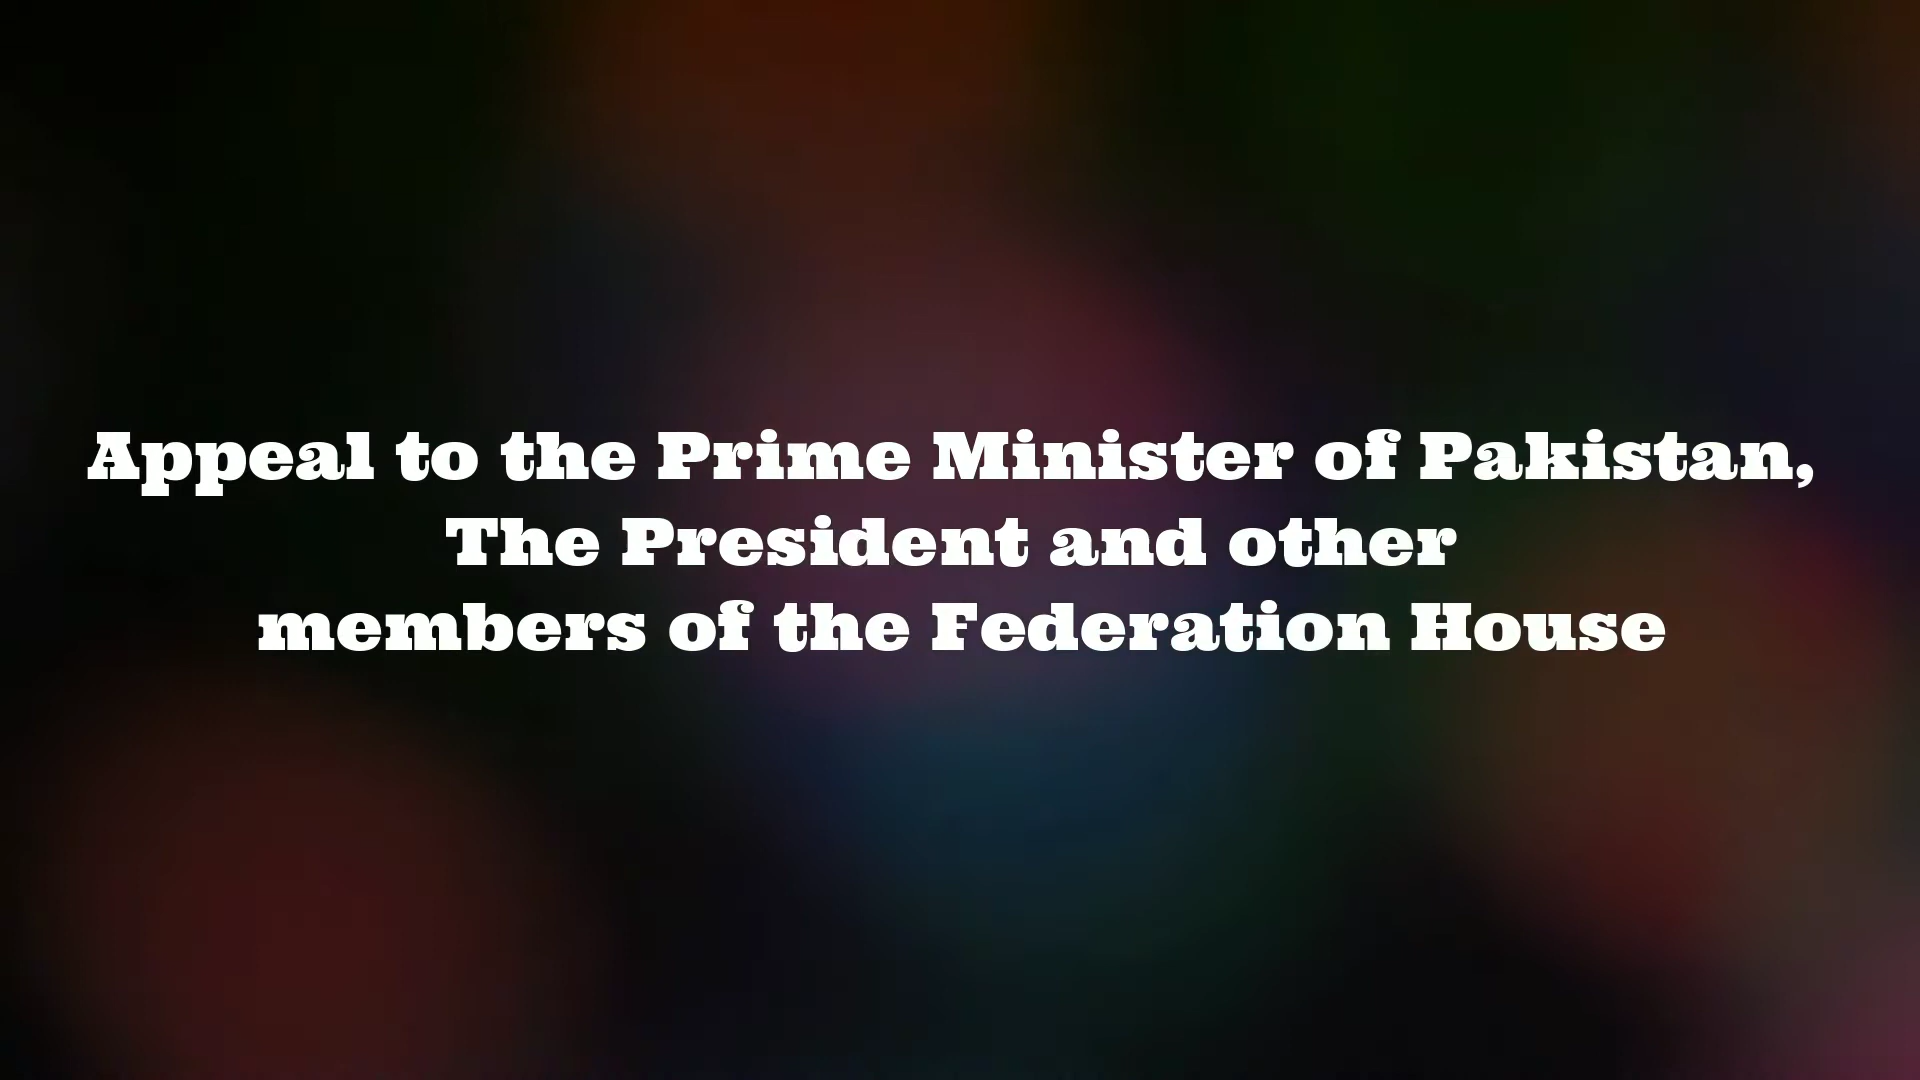 Appeal to the Prime Minister of Pakistan,
The President and other
members of the Federation House